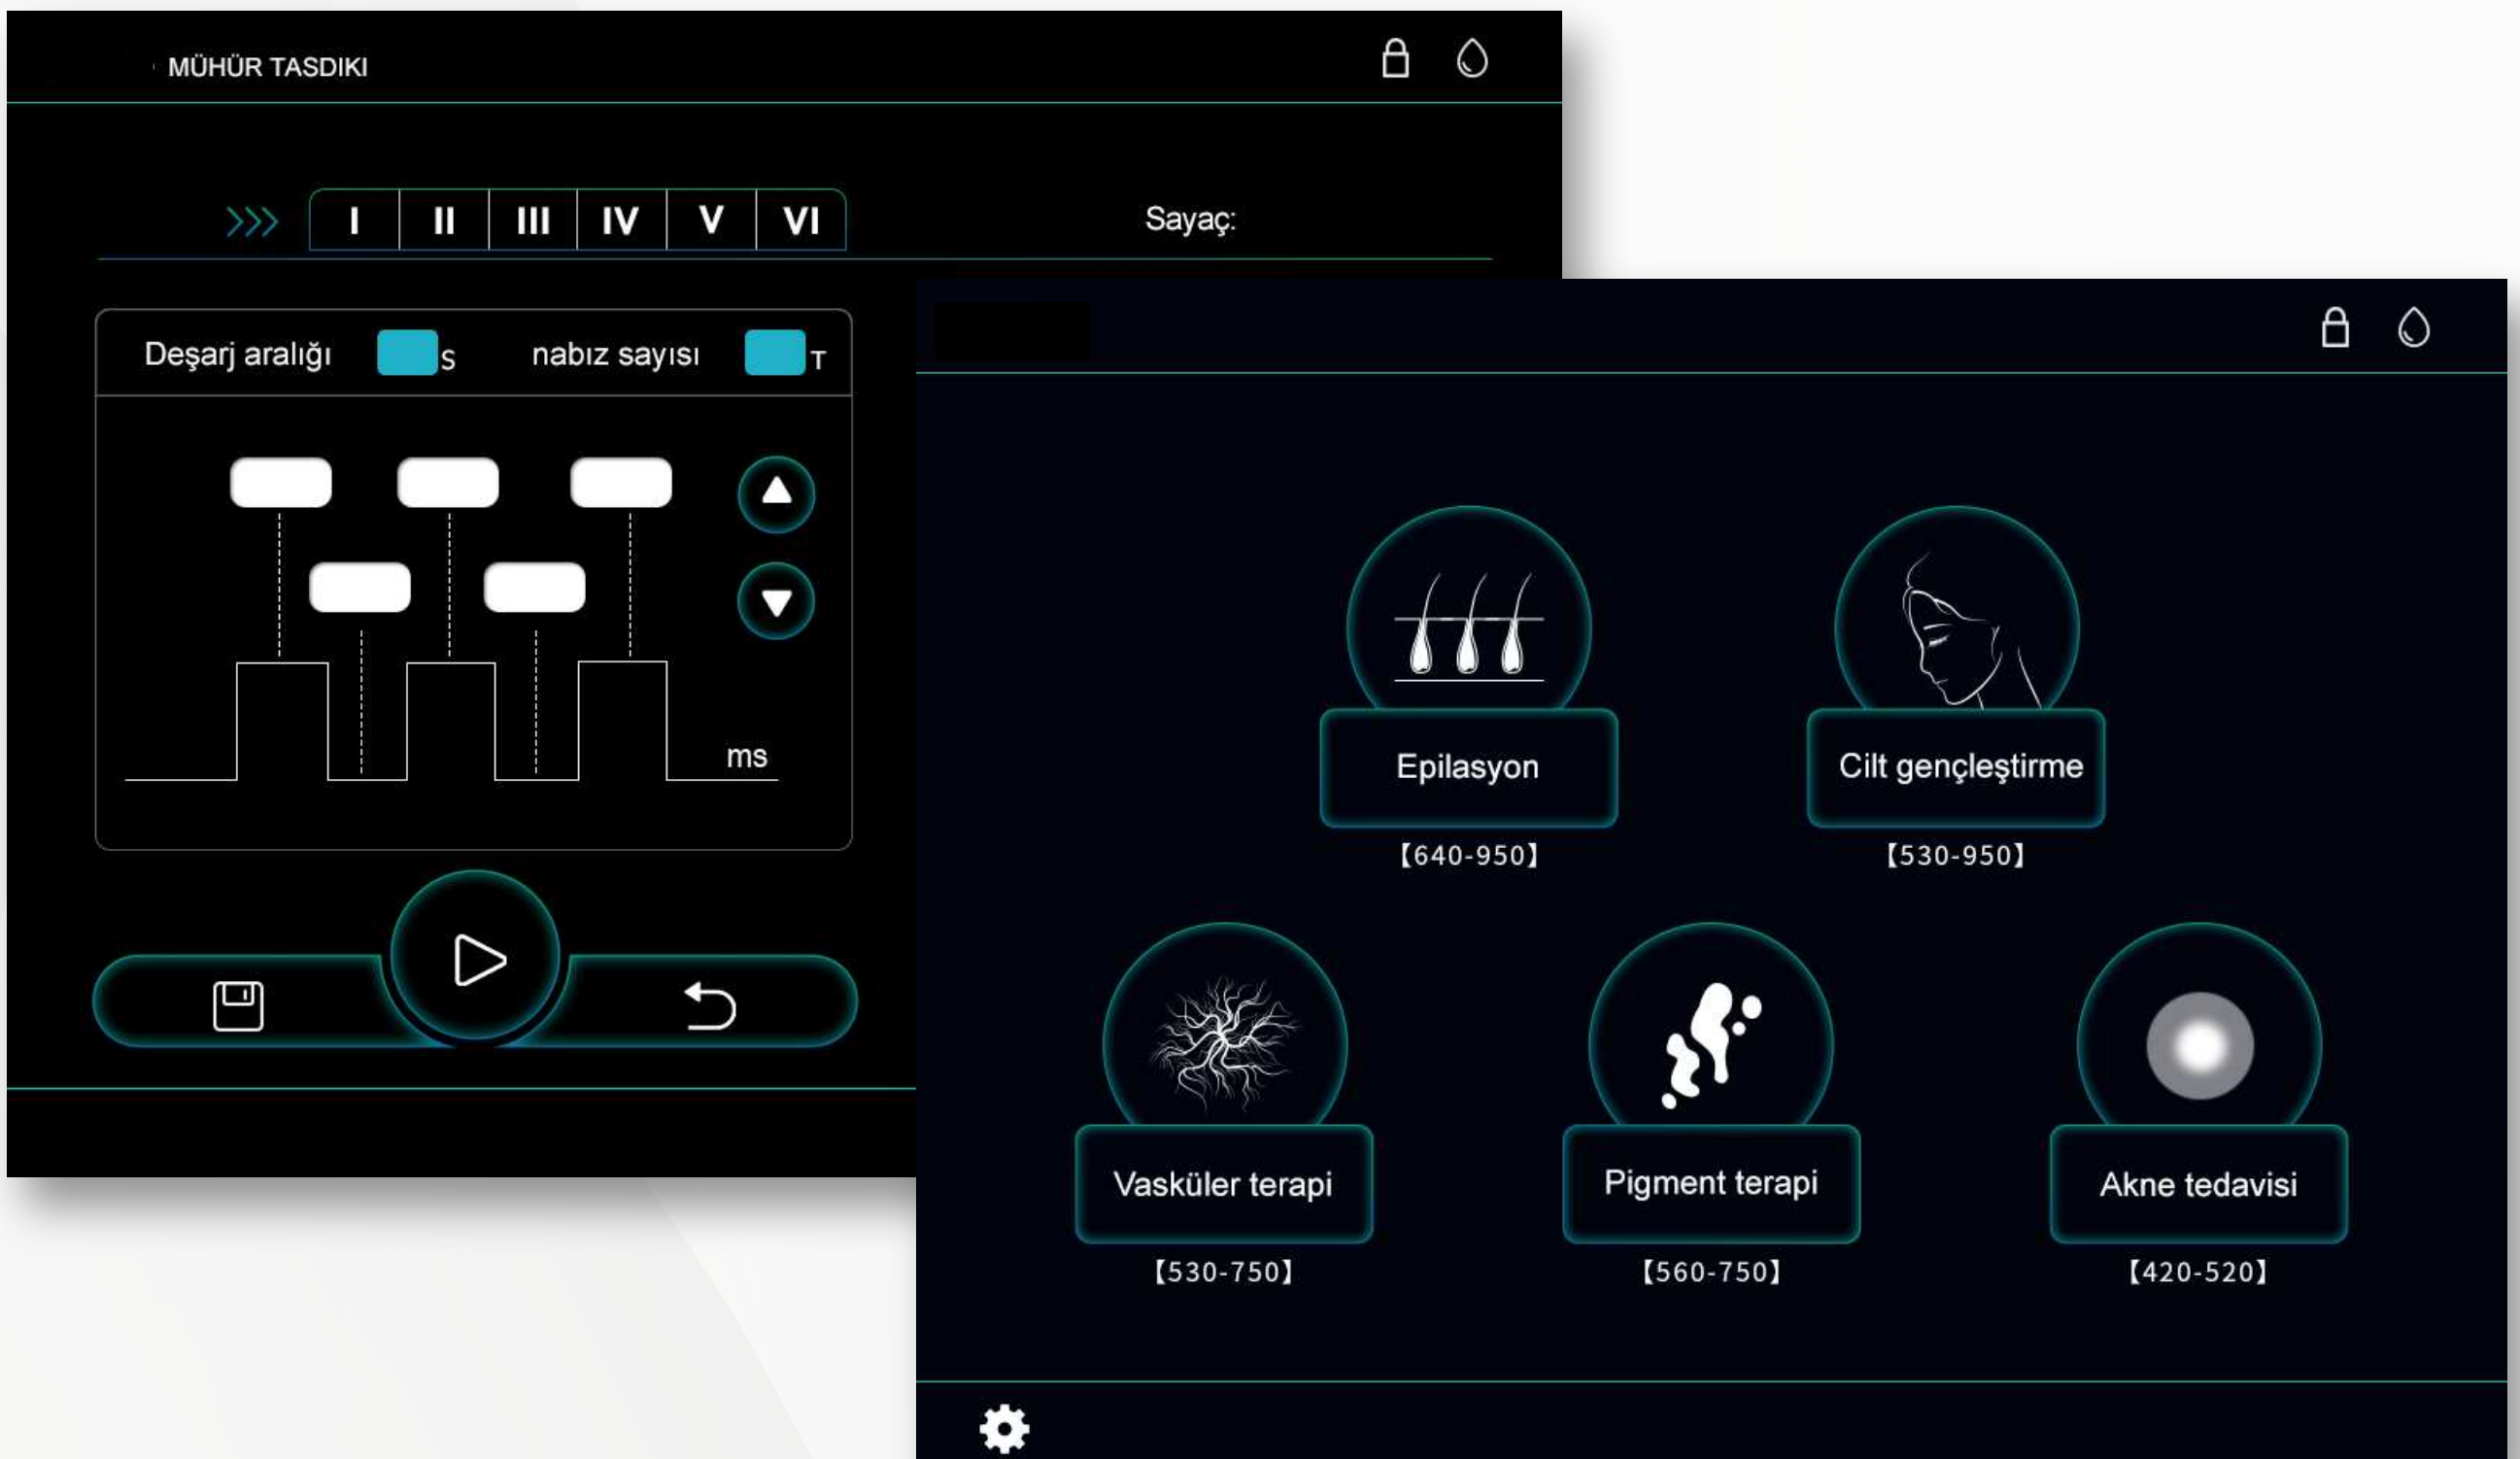 MÜHÜR TASDIKI
I II III IV V VI
Sayaç:
Deşarj aralığı S nabız sayısı T
ms
Epilasyon
【640-950】
Cilt gençleştirme
【530-950】
Vasküler terapi
【530-750】
Pigment terapi
【560-750】
Akne tedavisi
【420-520】